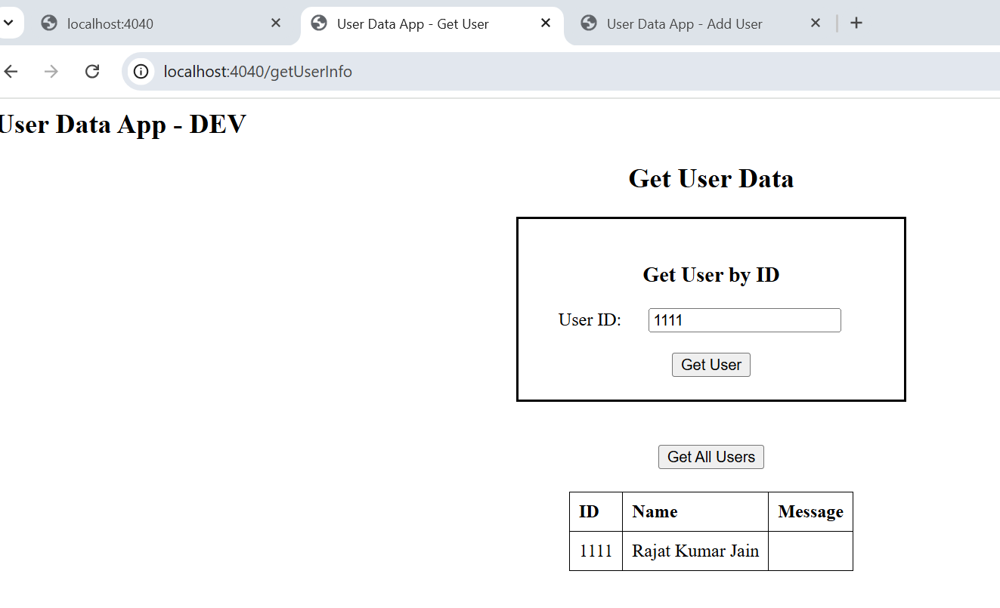 localhost:4040
User Data App - Get User
User Data App - Add User
localhost:4040/getUserInfo
User Data App - DEV
Get User Data
Get User by ID
User ID: 1111
Get User
Get All Users
ID Name Message
1111 Rajat Kumar Jain